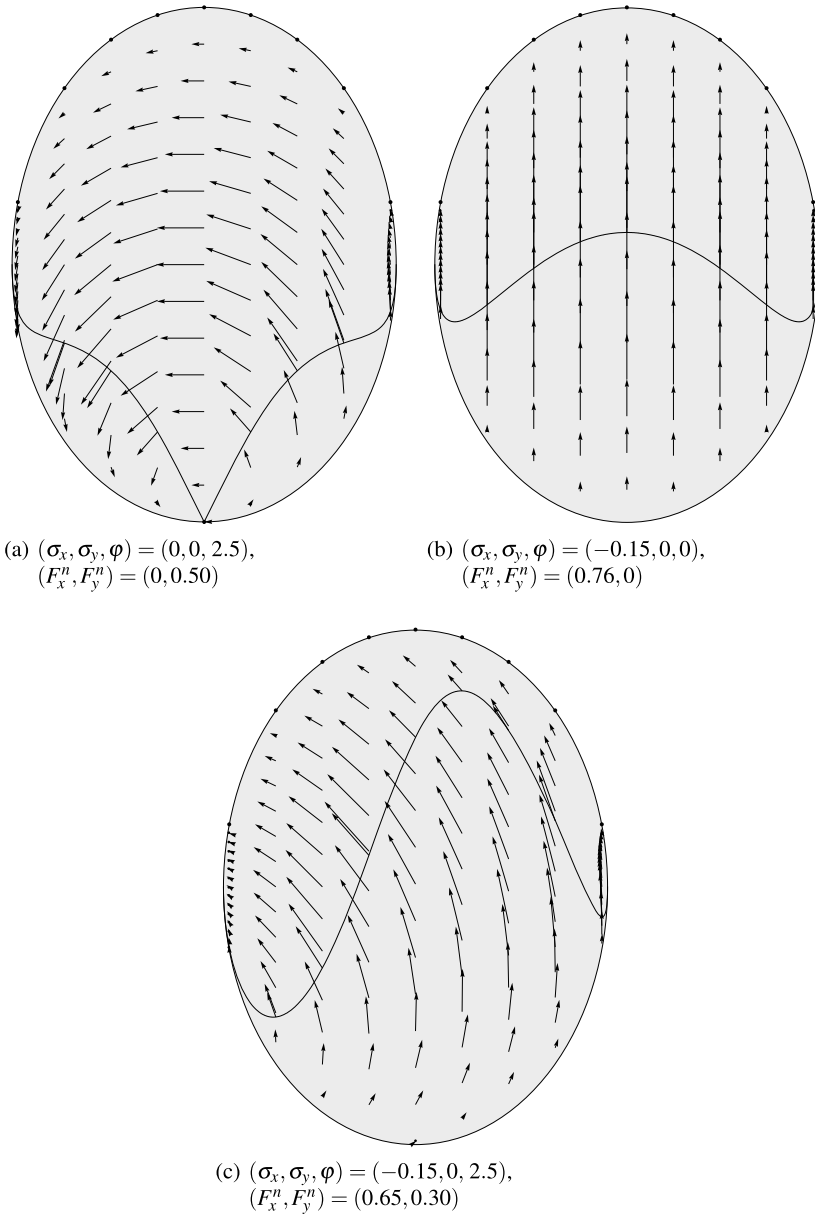 (a) (σx, σy, φ) = (0, 0, 2.5),
(F^n_x, F^n_y) = (0, 0.50)
(b) (σx, σy, φ) = (−0.15, 0, 0),
(F^n_x, F^n_y) = (0.76, 0)
(c) (σx, σy, φ) = (−0.15, 0, 2.5),
(F^n_x, F^n_y) = (0.65, 0.30)